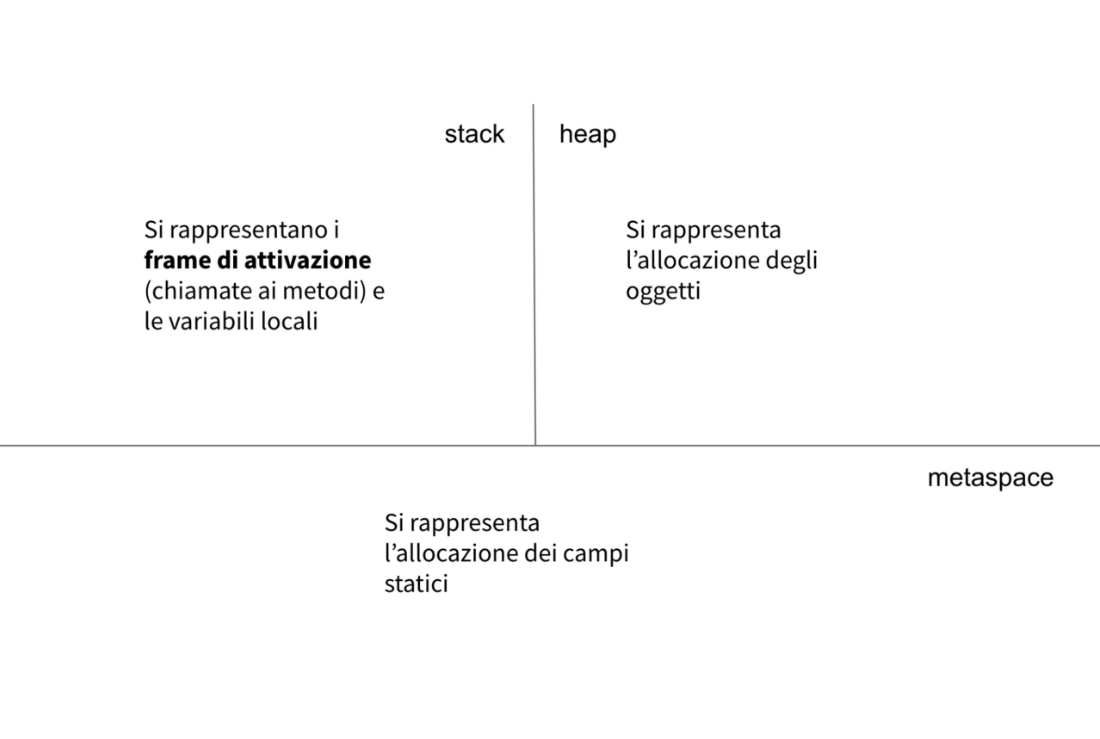 stack
heap
Si rappresentano i
frame di attivazione
(chiamate ai metodi) e
le variabili locali
Si rappresenta
l’allocazione degli
oggetti
metaspace
Si rappresenta
l’allocazione dei campi
statici